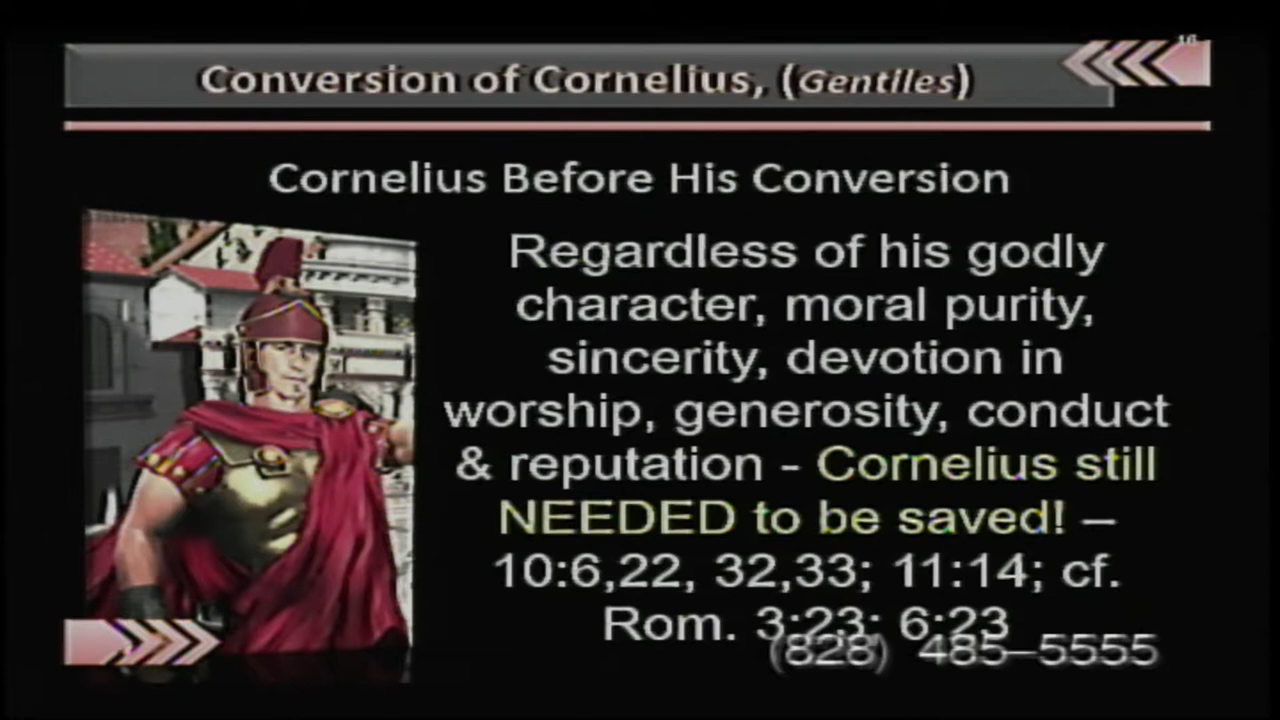 16
Conversion of Cornelius, (Gentiles)
Cornelius Before His Conversion
Regardless of his godly
character, moral purity,
sincerity, devotion in
worship, generosity, conduct
& reputation - Cornelius still
NEEDED to be saved! –
10:6,22, 32,33; 11:14; cf.
Rom. 3:23; 6:23
(828) 485–5555